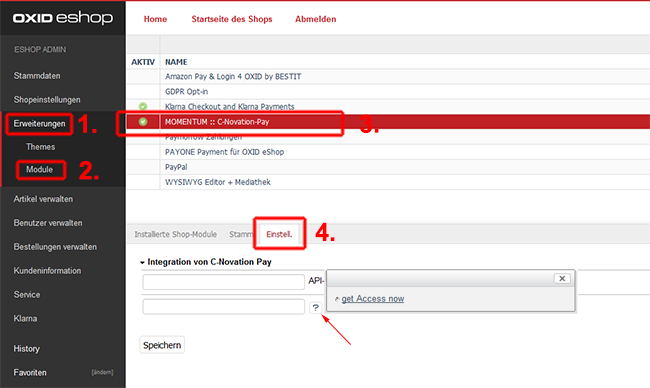 OXID eshop
Home
Startseite des Shops
Abmelden
ESHOP ADMIN
Stammdaten
Shopeinstellungen
Erweiterungen
1.
Themes
Module
2.
Artikel verwalten
Benutzer verwalten
Bestellungen verwalten
Kundeninformation
Service
Klarna
History
Favoriten
[ändern]
AKTIV
NAME
Amazon Pay & Login 4 OXID by BESTIT
GDPR Opt-in
Klarna Checkout and Klarna Payments
MOMENTUM :: C-Novation-Pay
3.
Paymorrow Zahlungen
PAYONE Payment für OXID eShop
PayPal
WYSIWYG Editor + Mediathek
Installierte Shop-Module
Stamm
Einstell.
4.
Integration von C-Novation Pay
API-
x
get Access now
?
Speichern